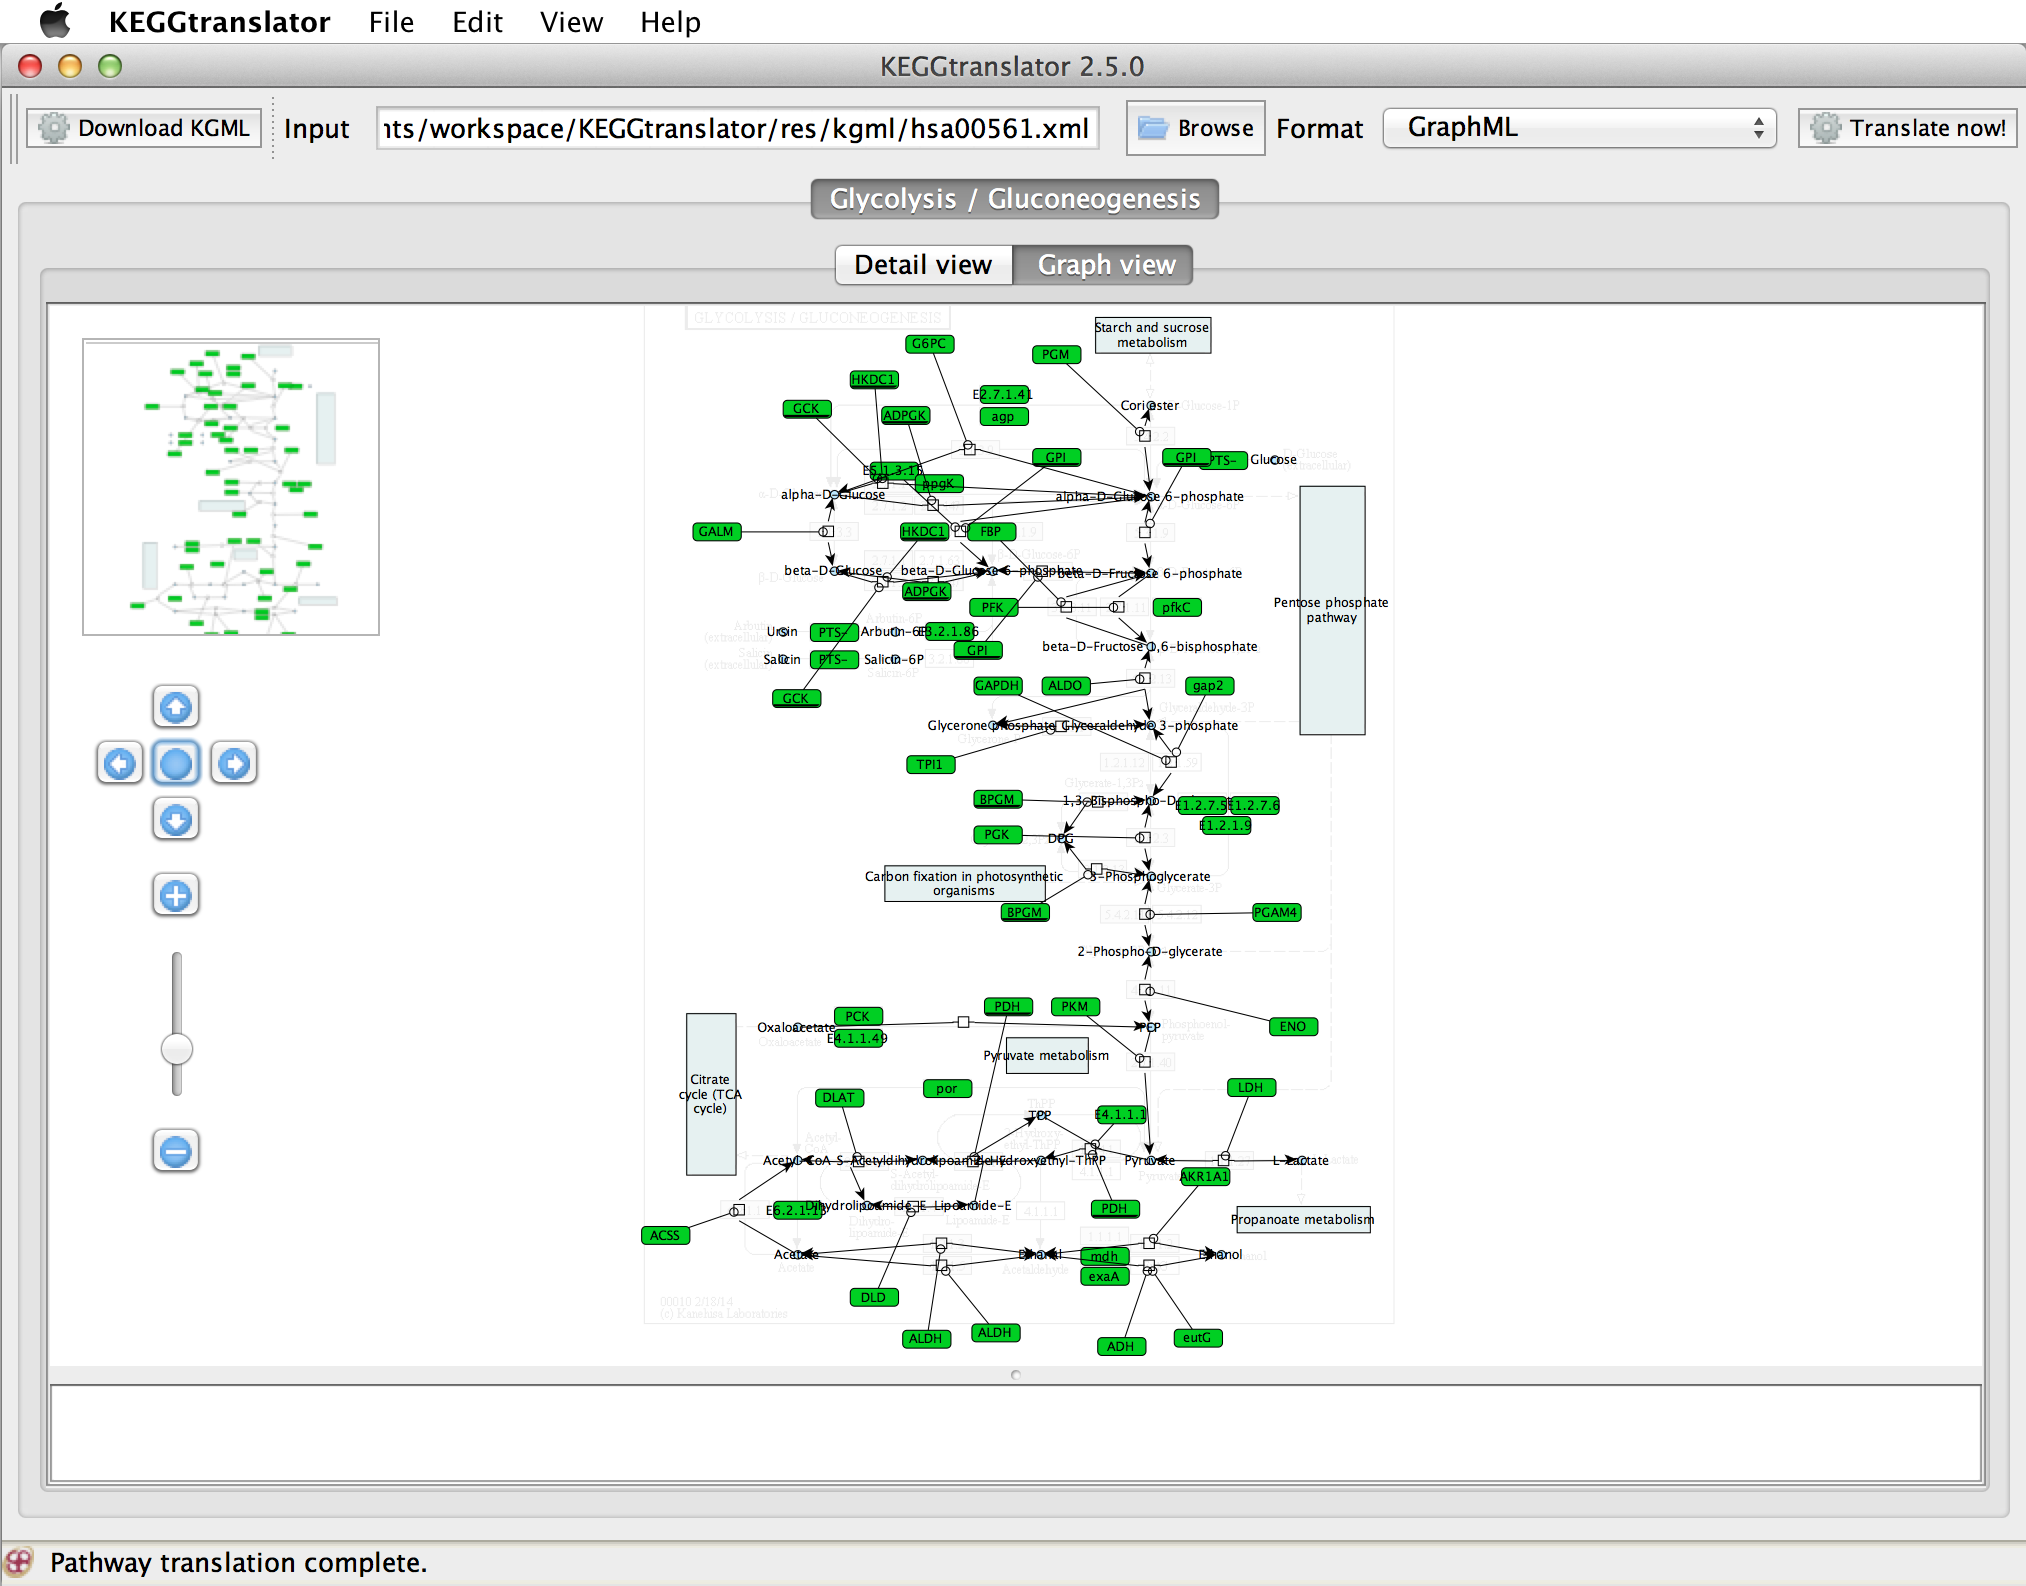 KEGGtranslator File Edit View Help
KEGGtranslator 2.5.0
Download KGML Input nts/workspace/KEGGtranslator/res/kgml/hsa00561.xml Browse Format GraphML Translate now!
Glycolysis / Gluconeogenesis
Detail view Graph view
GLYCOLYSIS / GLUCONEOGENESIS
Starch and sucrose
metabolism
G6PC
PGM
HKDC1
E2.7.1.41
GCK
ADPGK
agp
Cori ester
GPI
GPI
PTS-
Glucose
E5.1.3.15
ppgK
alpha-D-Glucose
alpha-D-Glucose 6-phosphate
GALM
HKDC1
FBP
beta-D-Glucose
beta-D-Glucose 6-phosphate
beta-D-Fructose 6-phosphate
ADPGK
PFK
pfkC
Pentose phosphate
pathway
PTS-
Arbutin-6P
E3.2.1.86
GPI
beta-D-Fructose 1,6-bisphosphate
Salicin
PTS-
Salicin-6P
GCK
GAPDH
ALDO
gap2
Glycerone phosphate
Glyceraldehyde 3-phosphate
TPI1
BPGM
E1.2.7.5
E1.2.7.6
E1.2.1.9
PGK
DPG
Carbon fixation in photosynthetic
organisms
3-Phosphoglycerate
BPGM
PGAM4
2-Phospho-D-glycerate
PDH
PKM
PCK
Oxaloacetate
E4.1.1.49
PEP
ENO
Pyruvate metabolism
Citrate
cycle (TCA
cycle)
por
LDH
DLAT
TPP
E4.1.1.1
Acetyl-CoA
S-Acetyldihydrolipoamide-E
Pyruvate
L-Lactate
AKR1A1
E6.2.1.13
Dihydrolipoamide-E
Lipoamide-E
PDH
Propanoate metabolism
ACSS
Acetate
Ethanol
mdh
exaA
DLD
00010 2/18/14
(c) Kanehisa Laboratories
ALDH
ALDH
ADH
eutG
Pathway translation complete.